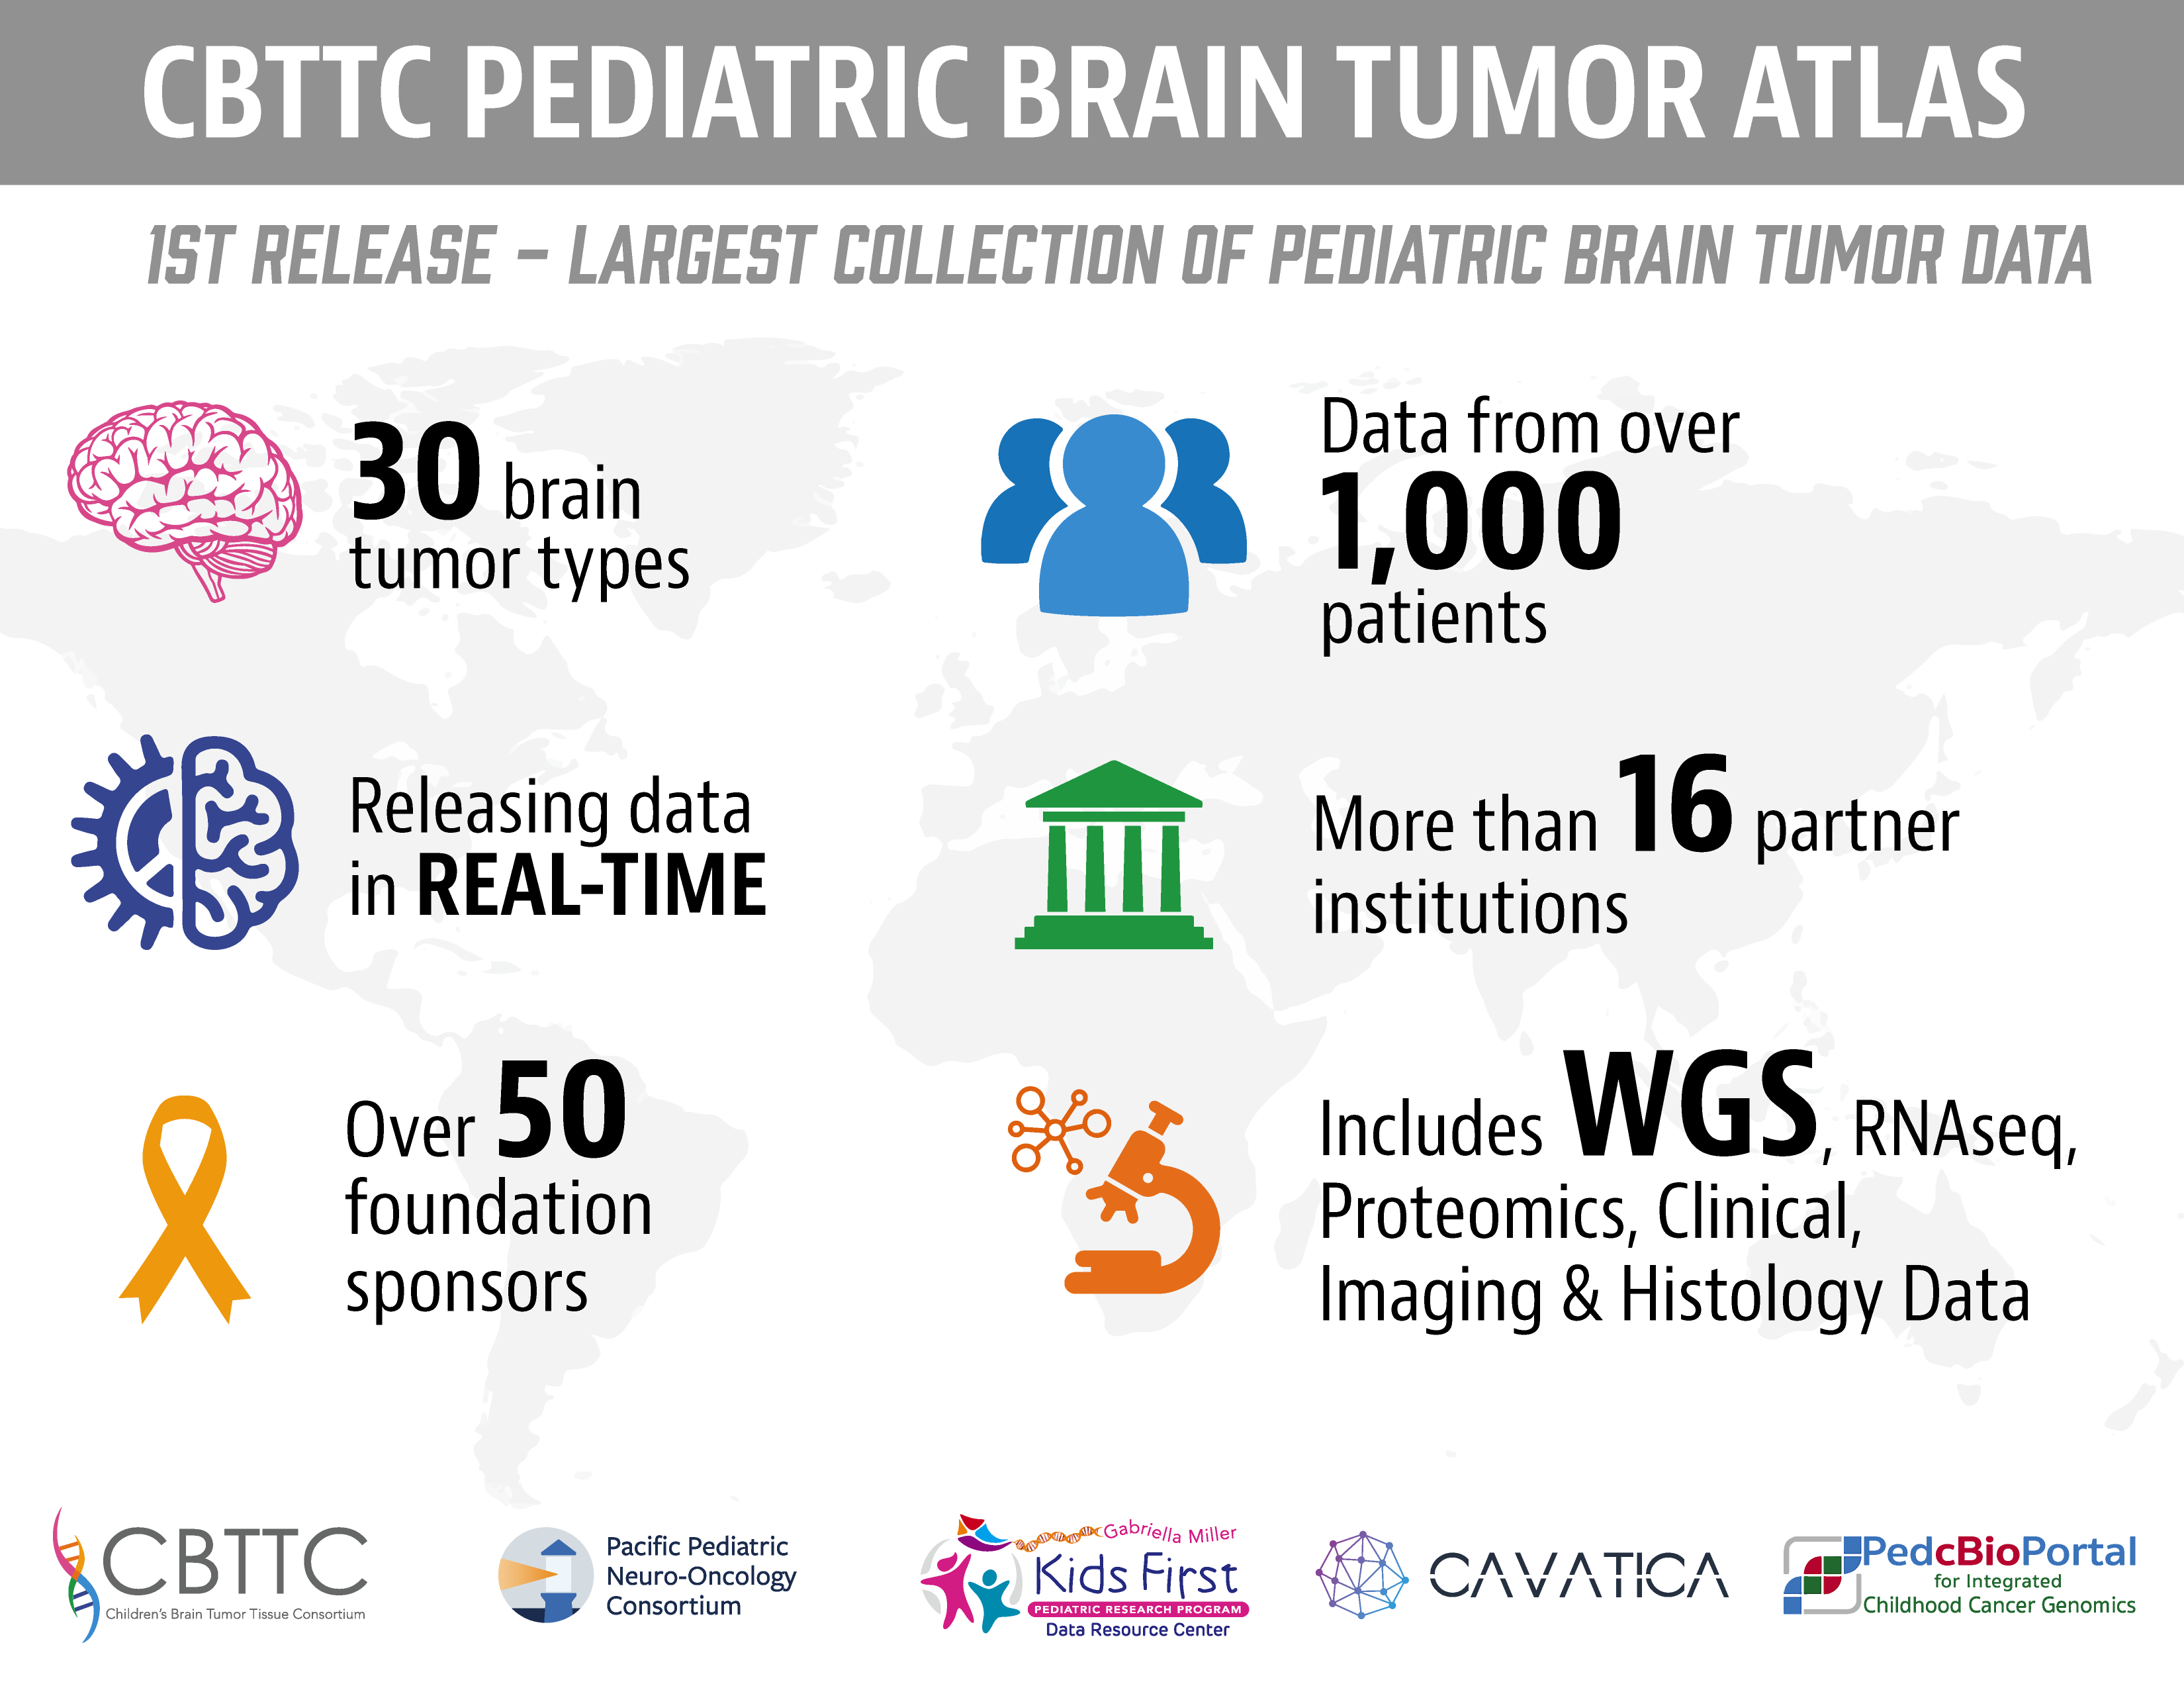 CBTTC PEDIATRIC BRAIN TUMOR ATLAS
1ST RELEASE – LARGEST COLLECTION OF PEDIATRIC BRAIN TUMOR DATA
30 brain
tumor types
Data from over
1,000
patients
Releasing data
in REAL-TIME
More than 16 partner
institutions
Over 50
foundation
sponsors
Includes WGS, RNAseq,
Proteomics, Clinical,
Imaging & Histology Data
CBTTC
Children's Brain Tumor Tissue Consortium
Pacific Pediatric
Neuro-Oncology
Consortium
Gabriella Miller
Kids First
PEDIATRIC RESEARCH PROGRAM
Data Resource Center
CAVATICA
PedcBioPortal
for Integrated
Childhood Cancer Genomics